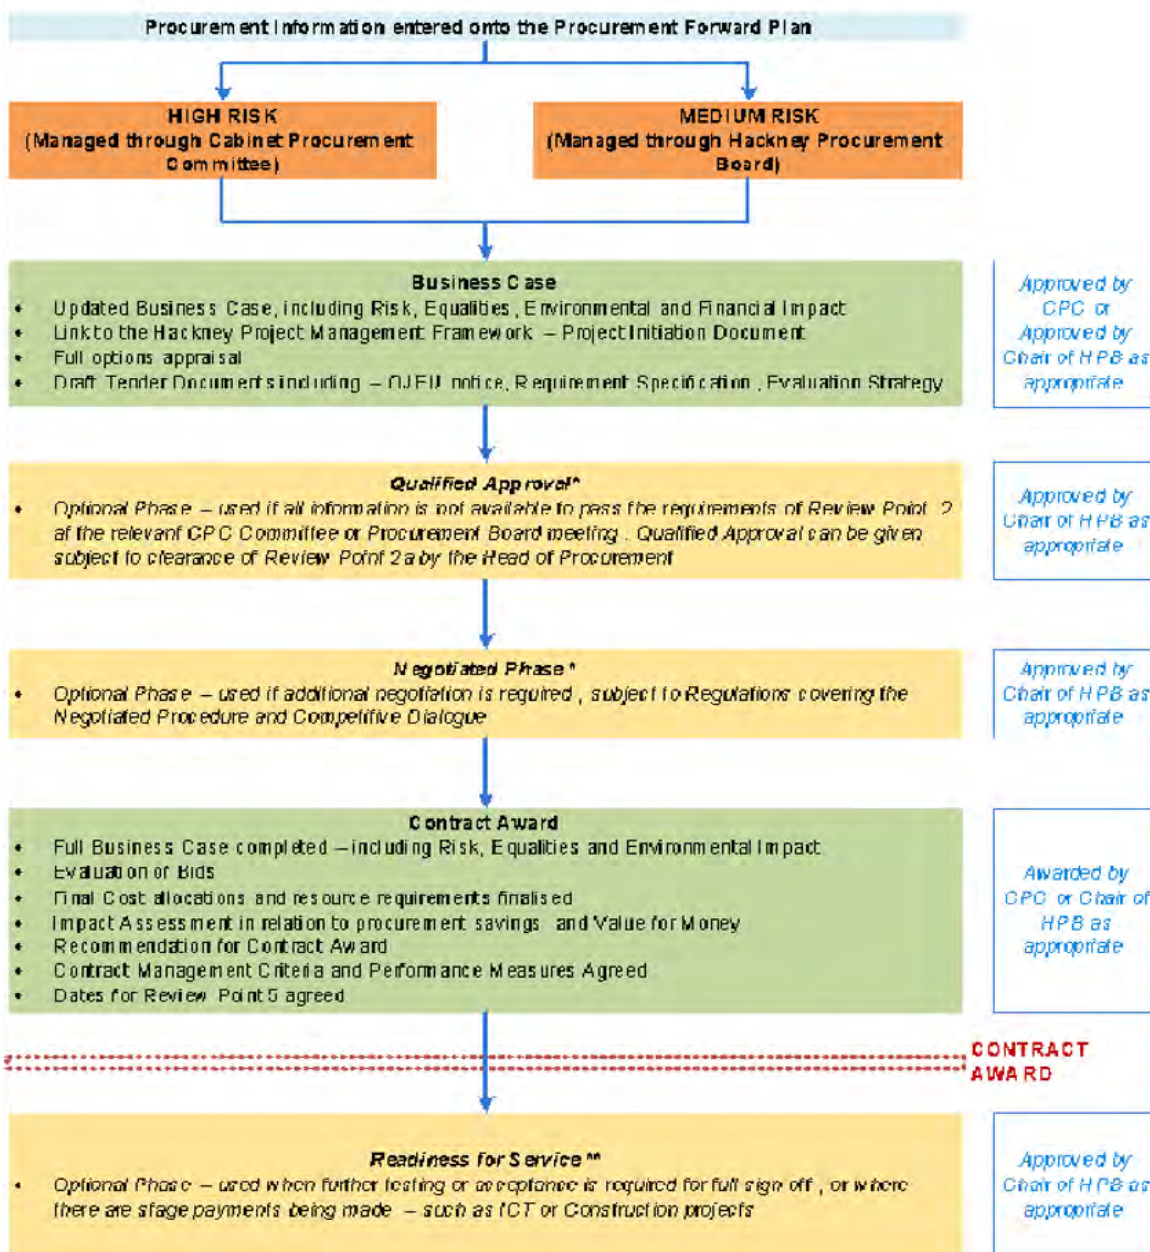 Procurement Information entered onto the Procurement Forward Plan
HIGH RISK
(Managed through Cabinet Procurement
Committee)
MEDIUM RISK
(Managed through Hackney Procurement
Board)
Business Case
• Updated Business Case, including Risk, Equalities, Environmental and Financial Impact
• Link to the Hackney Project Management Framework – Project Initiation Document
• Full options appraisal
• Draft Tender Documents including – OJEU notice, Requirement Specification, Evaluation Strategy
Approved by
CPC or
Approved by
Chair of HPB as
appropriate
Qualified Approval*
• Optional Phase – used if all information is not available to pass the requirements of Review Point 2
at the relevant CPC Committee or Procurement Board meeting. Qualified Approval can be given
subject to clearance of Review Point 2a by the Head of Procurement
Approved by
Chair of HPB as
appropriate
Negotiated Phase*
• Optional Phase – used if additional negotiation is required, subject to Regulations covering the
Negotiated Procedure and Competitive Dialogue
Approved by
Chair of HPB as
appropriate
Contract Award
• Full Business Case completed – including Risk, Equalities and Environmental Impact
• Evaluation of Bids
• Final Cost allocations and resource requirements finalised
• Impact Assessment in relation to procurement savings and Value for Money
• Recommendation for Contract Award
• Contract Management Criteria and Performance Measures Agreed
• Dates for Review Point 5 agreed
Awarded by
CPC or Chair of
HPB as
appropriate
CONTRACT
AWARD
Readiness for Service**
• Optional Phase – used when further testing or acceptance is required for full sign off, or where
there are stage payments being made – such as ICT or Construction projects
Approved by
Chair of HPB as
appropriate